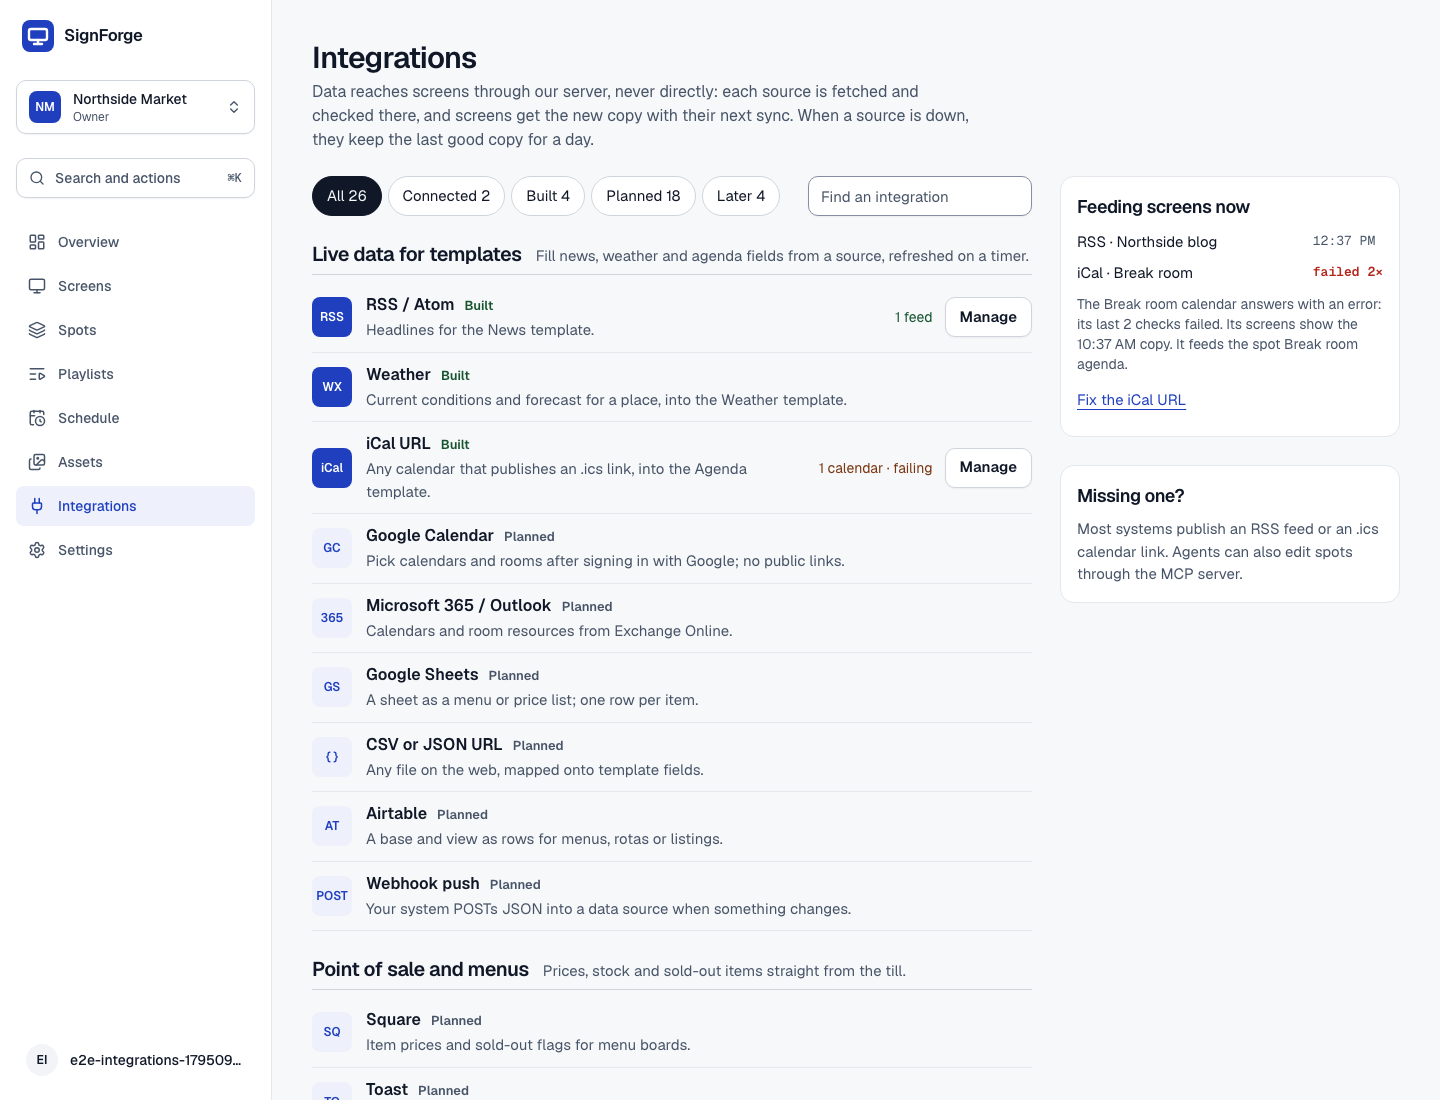 SignForge
NM
Northside Market
Owner
Search and actions
⌘K
Overview
Screens
Spots
Playlists
Schedule
Assets
Integrations
Settings
EI
e2e-integrations-179509...
Integrations
Data reaches screens through our server, never directly: each source is fetched and
checked there, and screens get the new copy with their next sync. When a source is down,
they keep the last good copy for a day.
All 26
Connected 2
Built 4
Planned 18
Later 4
Find an integration
Live data for templates
Fill news, weather and agenda fields from a source, refreshed on a timer.
RSS
RSS / Atom Built
Headlines for the News template.
1 feed
Manage
WX
Weather Built
Current conditions and forecast for a place, into the Weather template.
iCal
iCal URL Built
Any calendar that publishes an .ics link, into the Agenda
template.
1 calendar · failing
Manage
GC
Google Calendar Planned
Pick calendars and rooms after signing in with Google; no public links.
365
Microsoft 365 / Outlook Planned
Calendars and room resources from Exchange Online.
GS
Google Sheets Planned
A sheet as a menu or price list; one row per item.
{}
CSV or JSON URL Planned
Any file on the web, mapped onto template fields.
AT
Airtable Planned
A base and view as rows for menus, rotas or listings.
POST
Webhook push Planned
Your system POSTs JSON into a data source when something changes.
Point of sale and menus
Prices, stock and sold-out items straight from the till.
SQ
Square Planned
Item prices and sold-out flags for menu boards.
Toast Planned
Feeding screens now
RSS · Northside blog
12:37 PM
iCal · Break room
failed 2×
The Break room calendar answers with an error:
its last 2 checks failed. Its screens show the
10:37 AM copy. It feeds the spot Break room
agenda.
Fix the iCal URL
Missing one?
Most systems publish an RSS feed or an .ics
calendar link. Agents can also edit spots
through the MCP server.